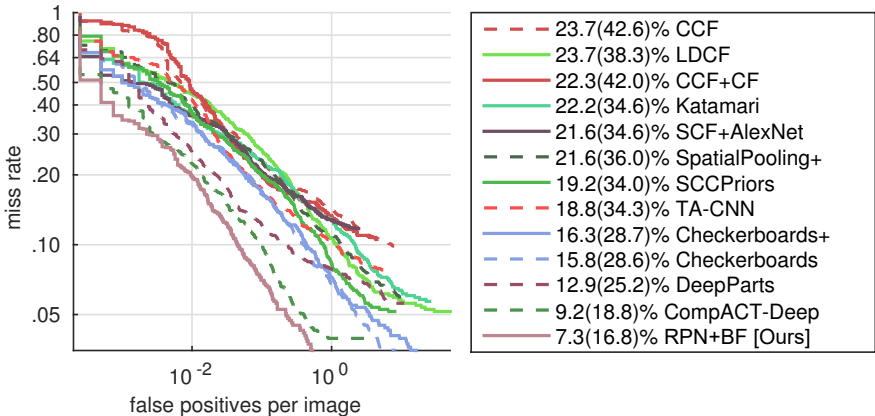 1
.80
.64
.50
.40
.30
.20
.10
.05
miss rate
10^-2
10^0
false positives per image
23.7(42.6)% CCF
23.7(38.3)% LDCF
22.3(42.0)% CCF+CF
22.2(34.6)% Katamari
21.6(34.6)% SCF+AlexNet
21.6(36.0)% SpatialPooling+
19.2(34.0)% SCCPriors
18.8(34.3)% TA-CNN
16.3(28.7)% Checkerboards+
15.8(28.6)% Checkerboards
12.9(25.2)% DeepParts
9.2(18.8)% CompACT-Deep
7.3(16.8)% RPN+BF [Ours]